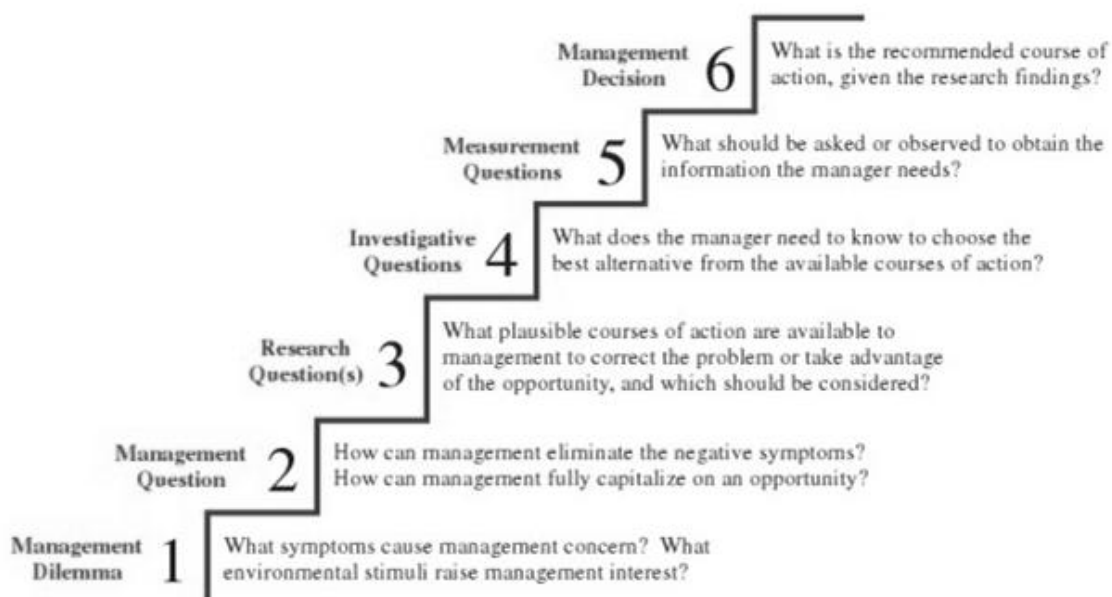 Management
Decision
6
What is the recommended course of
action, given the research findings?
Measurement
Questions
5
What should be asked or observed to obtain the
information the manager needs?
Investigative
Questions
4
What does the manager need to know to choose the
best alternative from the available courses of action?
Research
Question(s)
3
What plausible courses of action are available to
management to correct the problem or take advantage
of the opportunity, and which should be considered?
Management
Question
2
How can management eliminate the negative symptoms?
How can management fully capitalize on an opportunity?
Management
Dilemma
1
What symptoms cause management concern? What
environmental stimuli raise management interest?